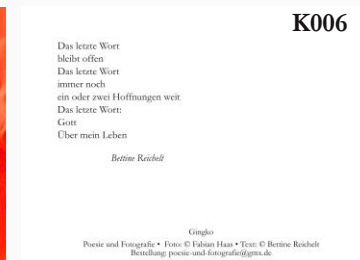 K006
Das letzte Wort
bleibt offen
Das letzte Wort
immer noch
ein oder zwei Hoffnungen weit
Das letzte Wort:
Gott
Über mein Leben
Bettine Reichelt
Gingko
Poesie und Fotografie • Foto: © Fabian Haas • Text: © Bettine Reichelt
Bestellung: poesie-und-fotografie@gmx.de